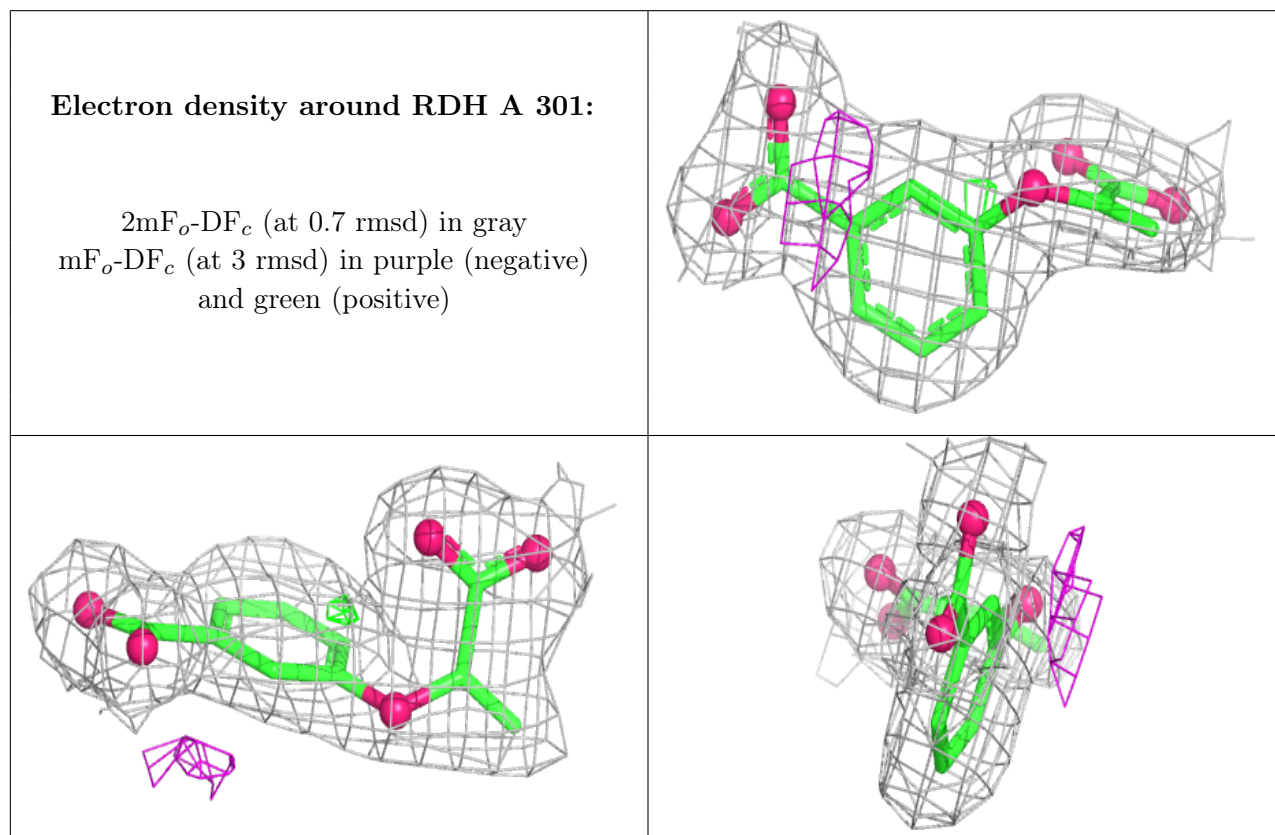 Electron density around RDH A 301:
2mFo-DFc (at 0.7 rmsd) in gray
mFo-DFc (at 3 rmsd) in purple (negative)
and green (positive)